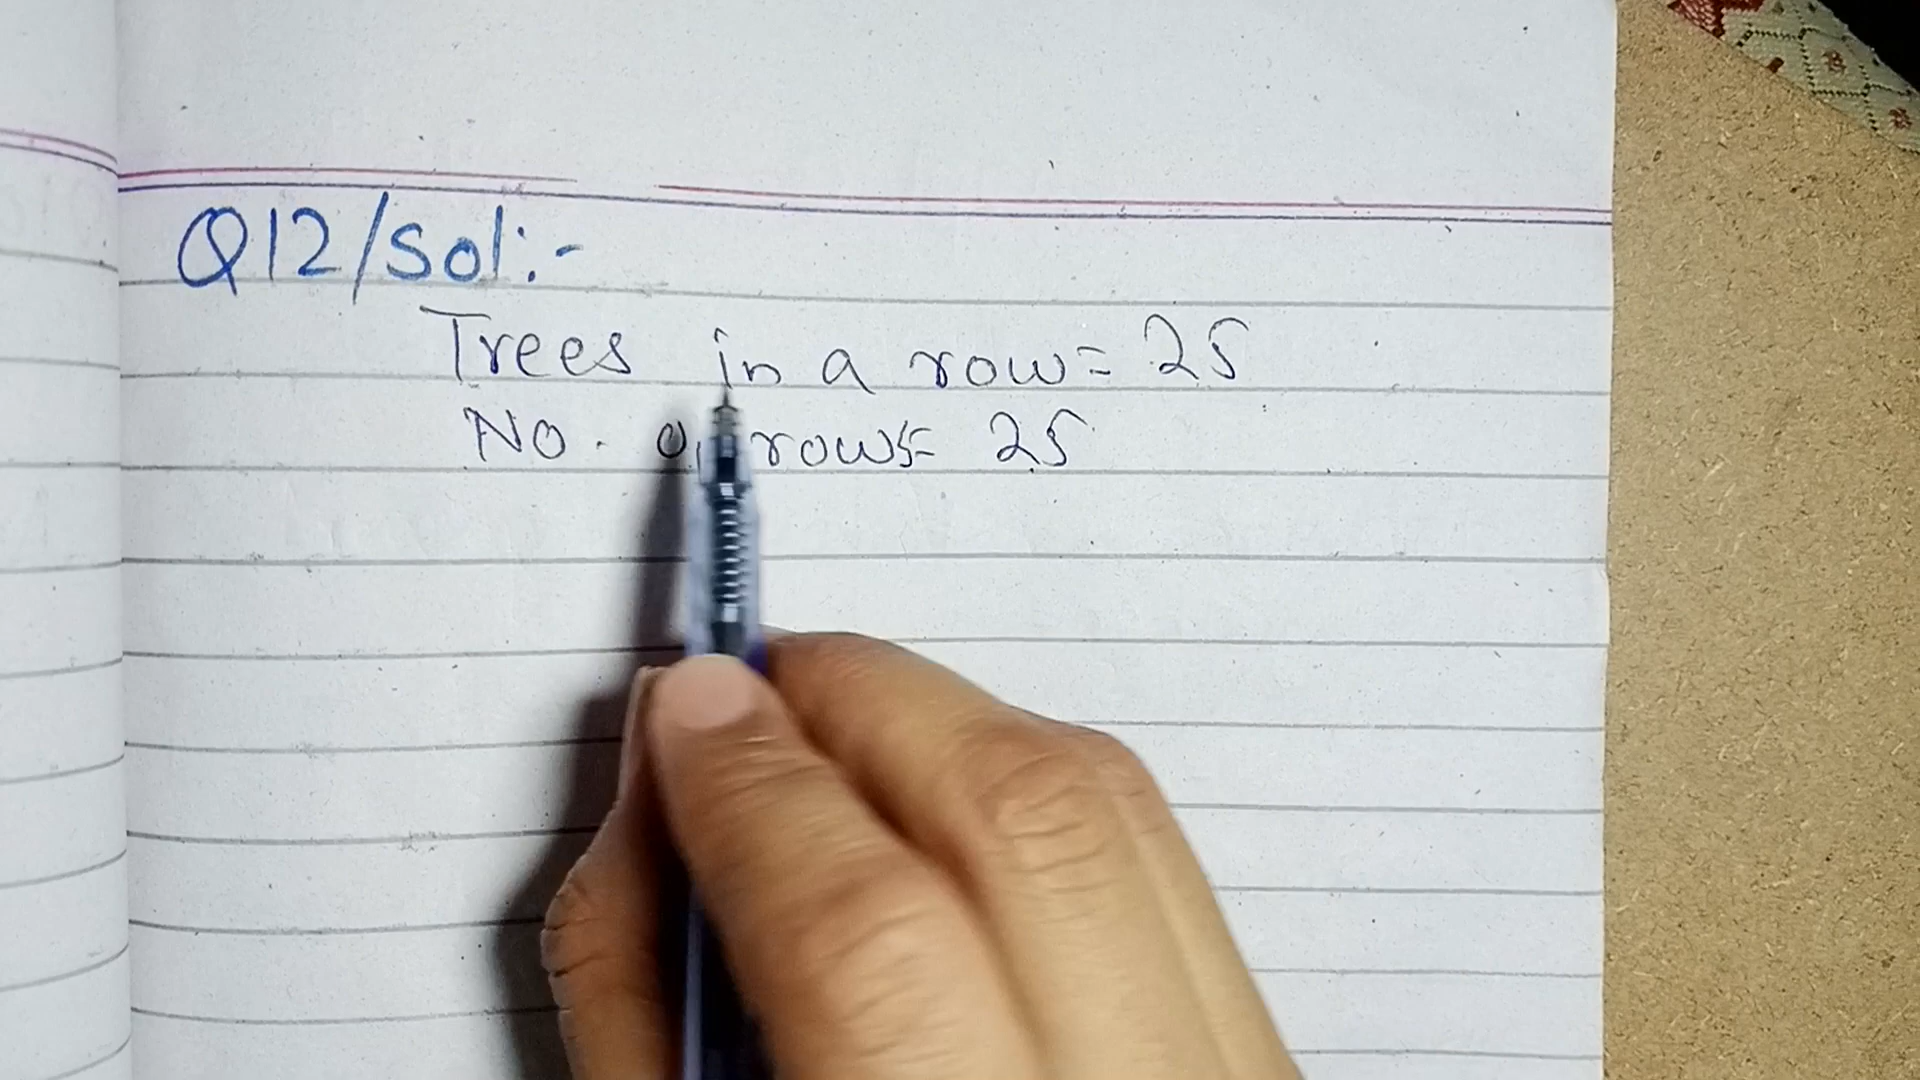 Q12/Sol:-
Trees in a row= 25
No. rows= 25